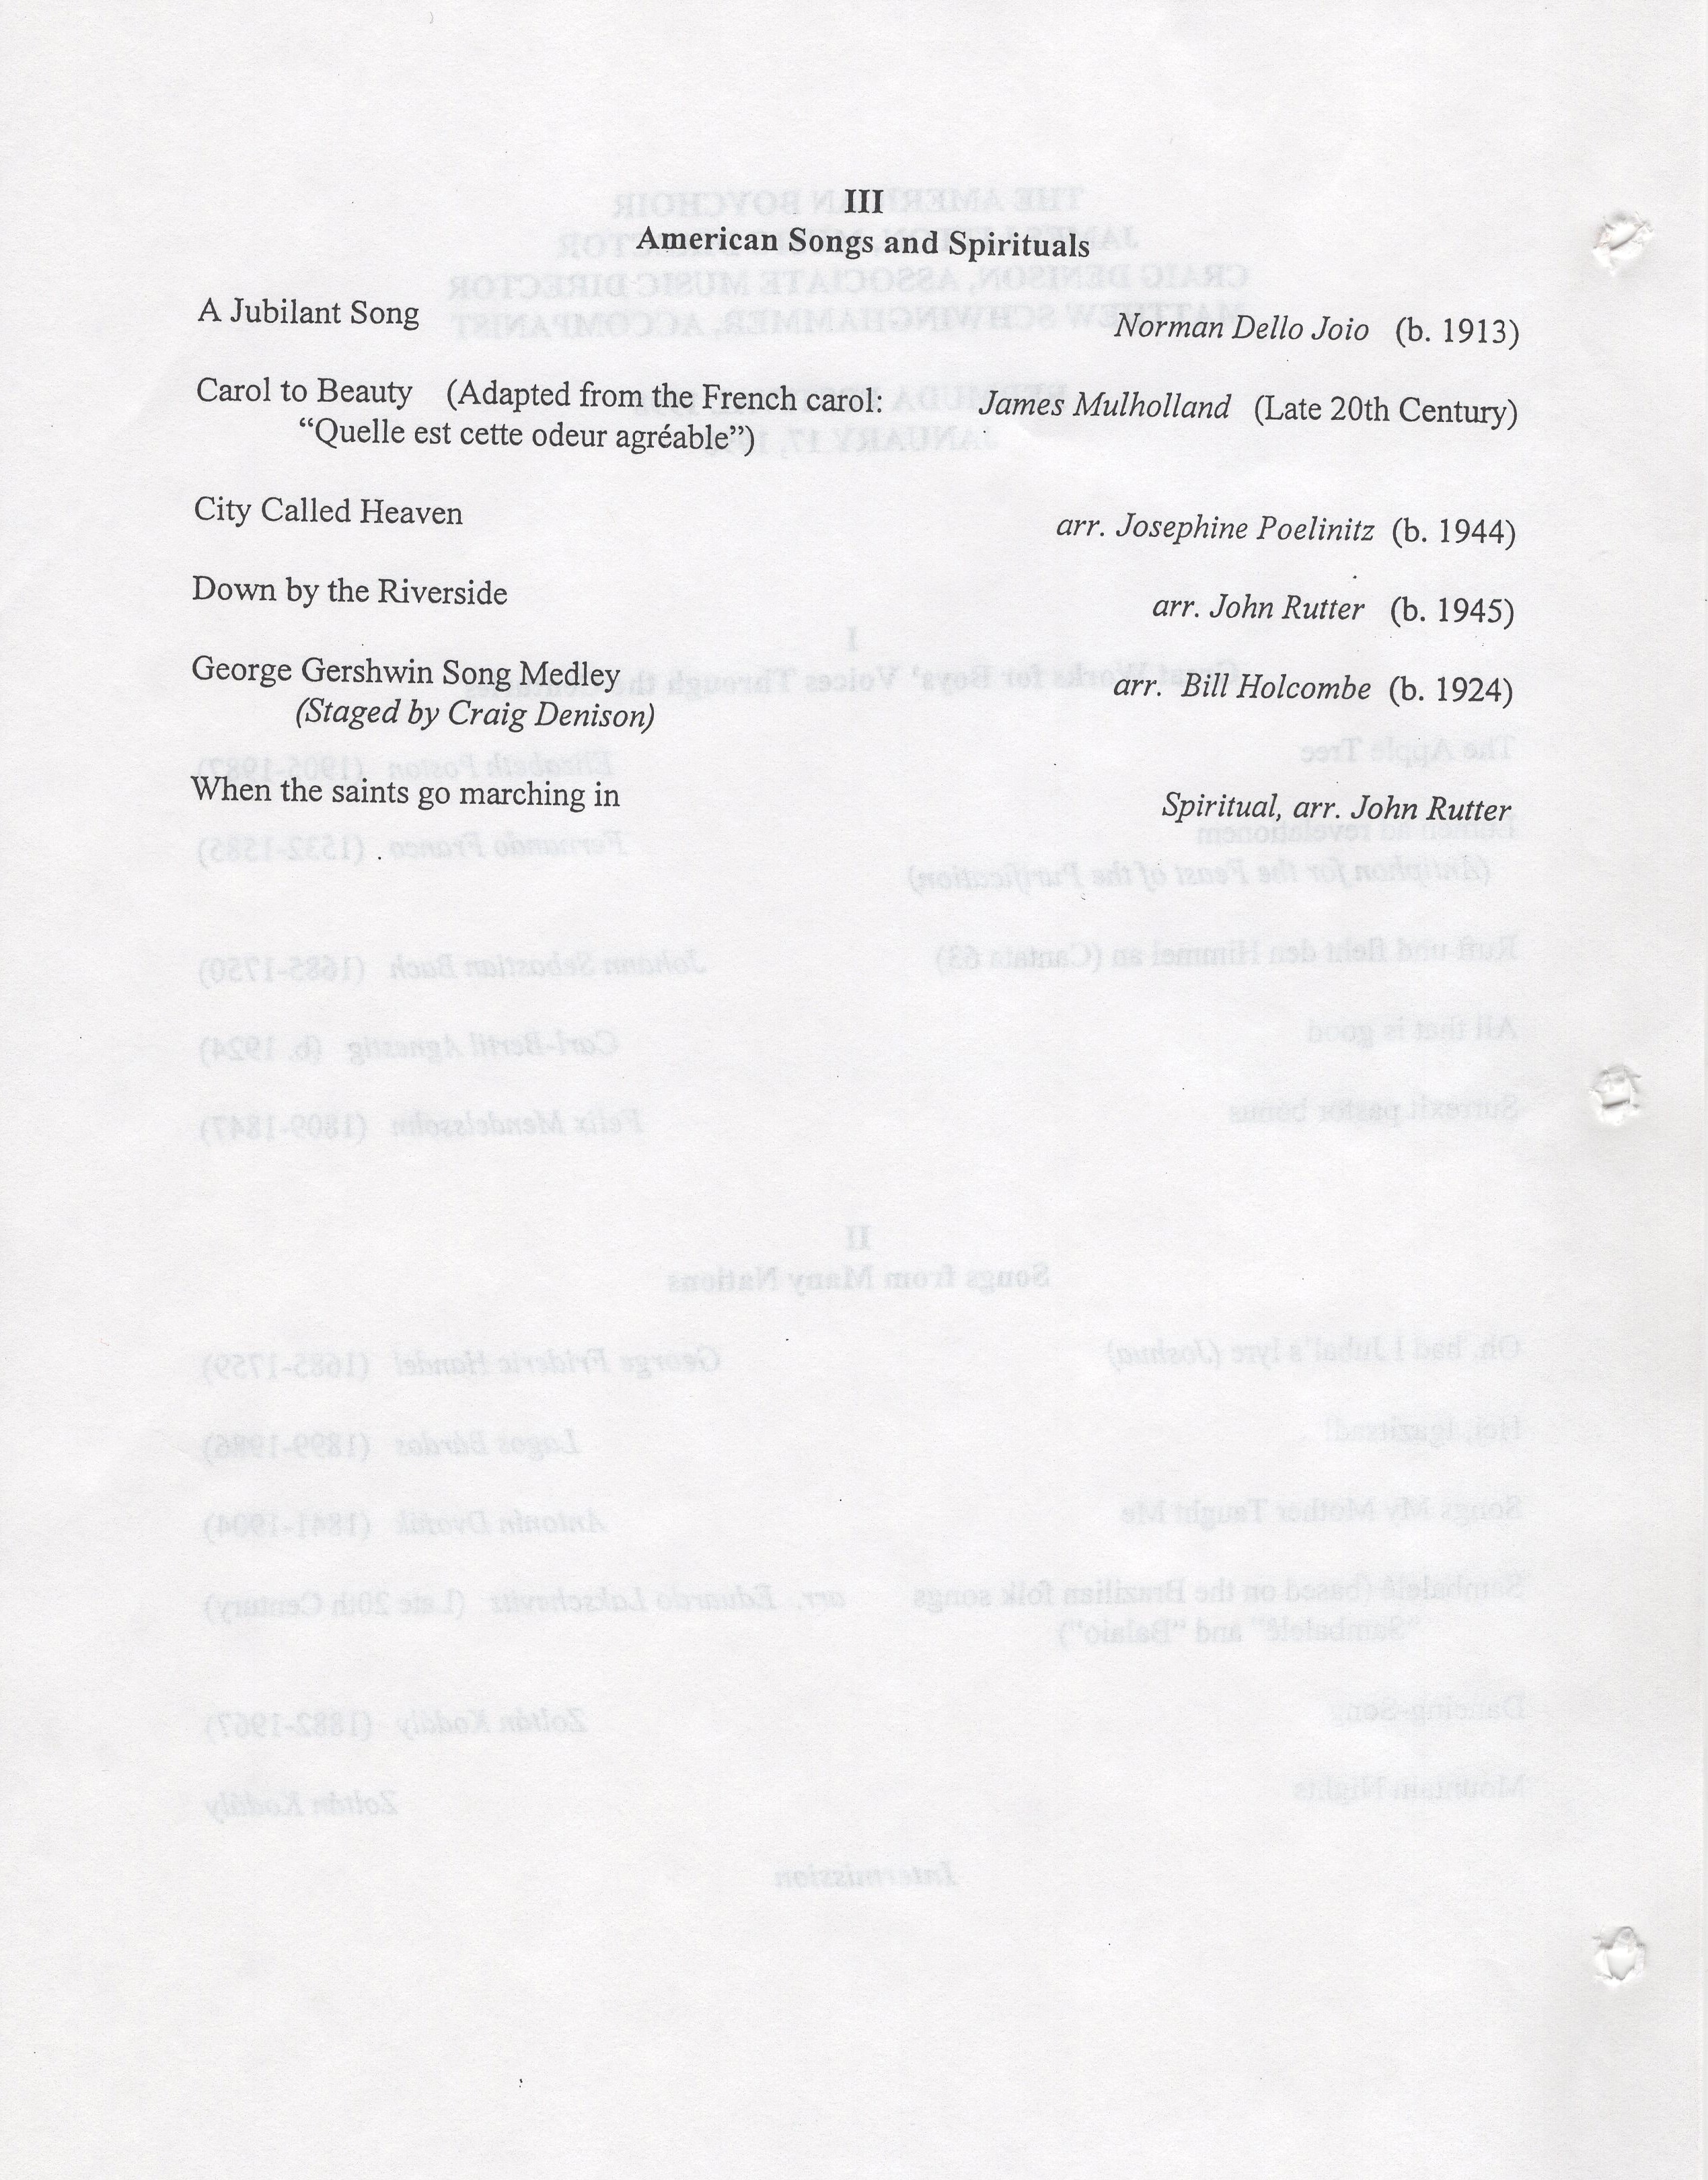 III
American Songs and Spirituals
A Jubilant Song Norman Dello Joio (b. 1913)
Carol to Beauty (Adapted from the French carol: James Mulholland (Late 20th Century)
“Quelle est cette odeur agréable”)
City Called Heaven arr. Josephine Poelinitz (b. 1944)
Down by the Riverside arr. John Rutter (b. 1945)
George Gershwin Song Medley arr. Bill Holcombe (b. 1924)
(Staged by Craig Denison)
When the saints go marching in Spiritual, arr. John Rutter